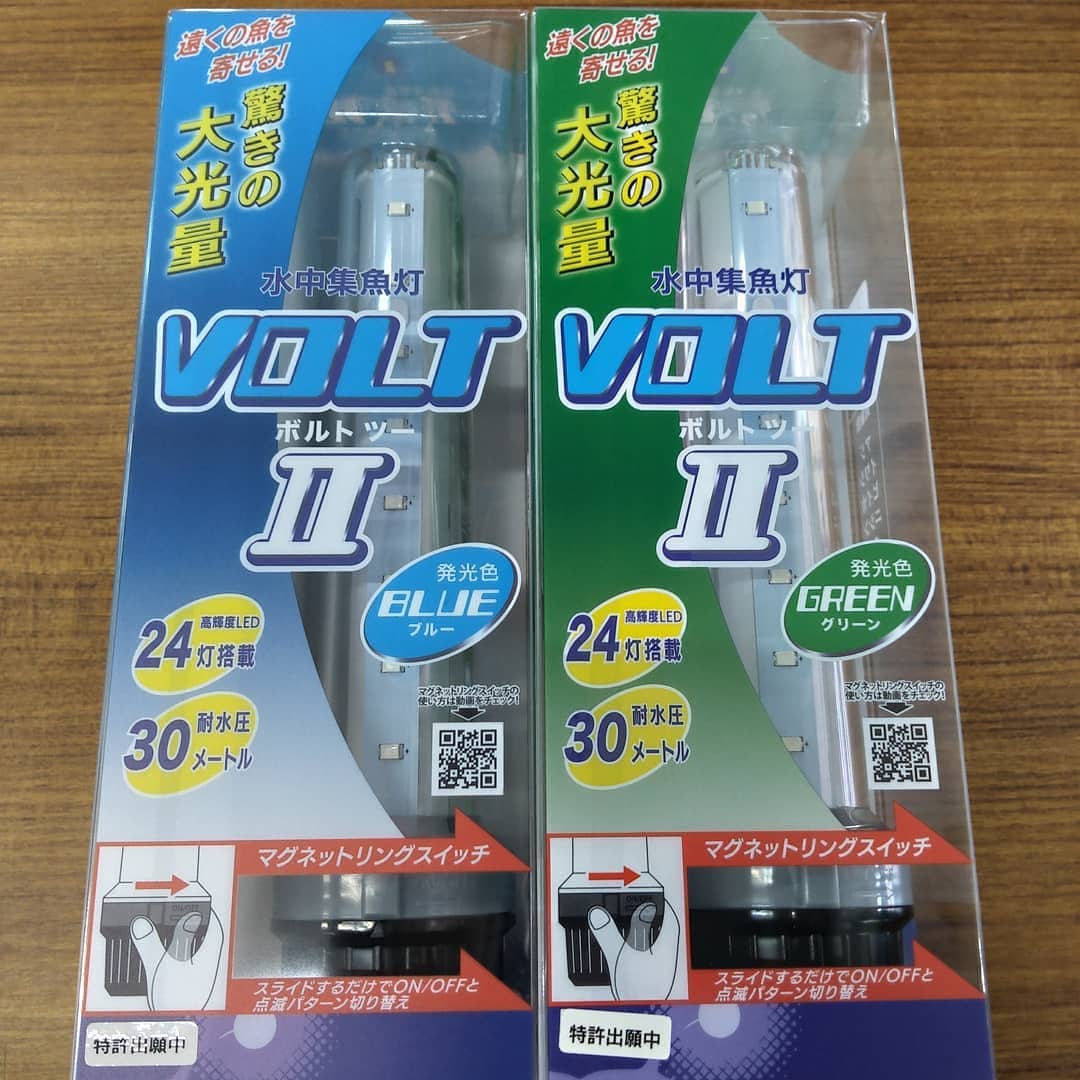 遠くの魚を
寄せる!
驚きの
大光量
水中集魚灯
VOLT
ボルト ツー
II
発光色
BLUE
ブルー
24
高輝度LED
灯搭載
マグネットリングスイッチの
使い方は動画をチェック!
30
耐水圧
メートル
マグネットリングスイッチ
ON/OFF
スライドするだけでON/OFFと
点滅パターン切り替え
特許出願中
遠くの魚を
寄せる!
驚きの
大光量
水中集魚灯
VOLT
ボルト ツー
II
発光色
GREEN
グリーン
24
高輝度LED
灯搭載
マグネットリングスイッチの
使い方は動画をチェック!
30
耐水圧
メートル
マグネットリングスイッチ
ON/OFF
スライドするだけでON/OFFと
点滅パターン切り替え
特許出願中